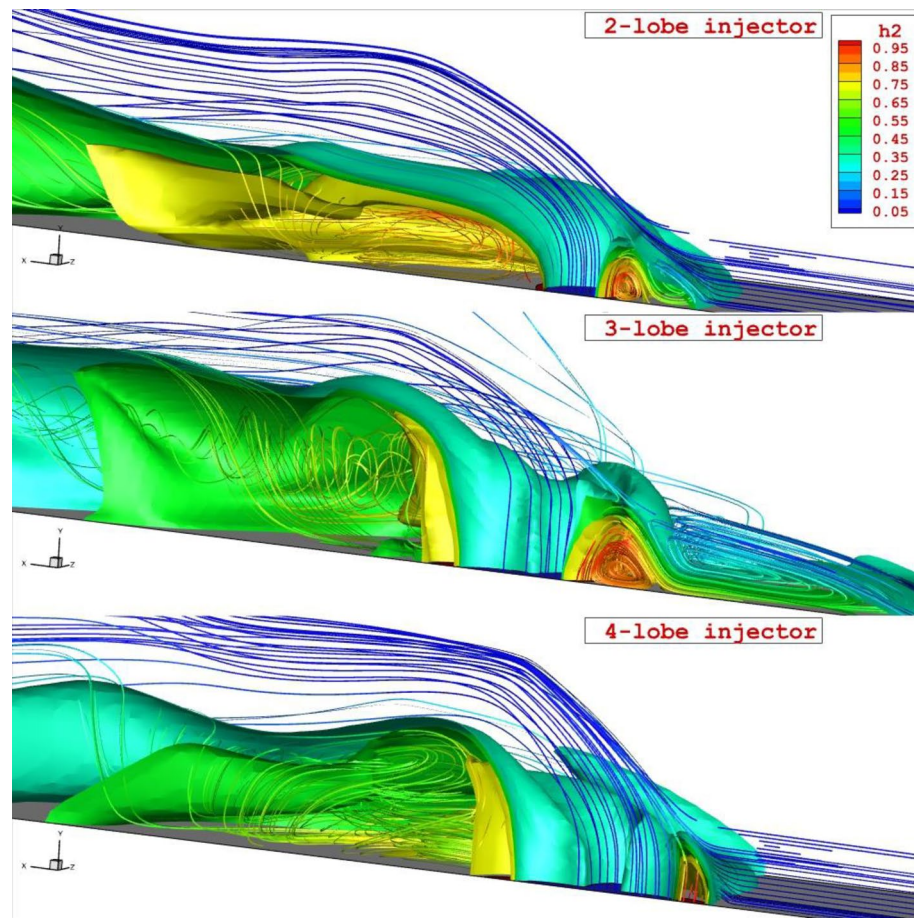 2-lobe injector
h2
0.95
0.85
0.75
0.65
0.55
0.45
0.35
0.25
0.15
0.05
Y
X Z
3-lobe injector
Y
X Z
4-lobe injector
Y
X Z